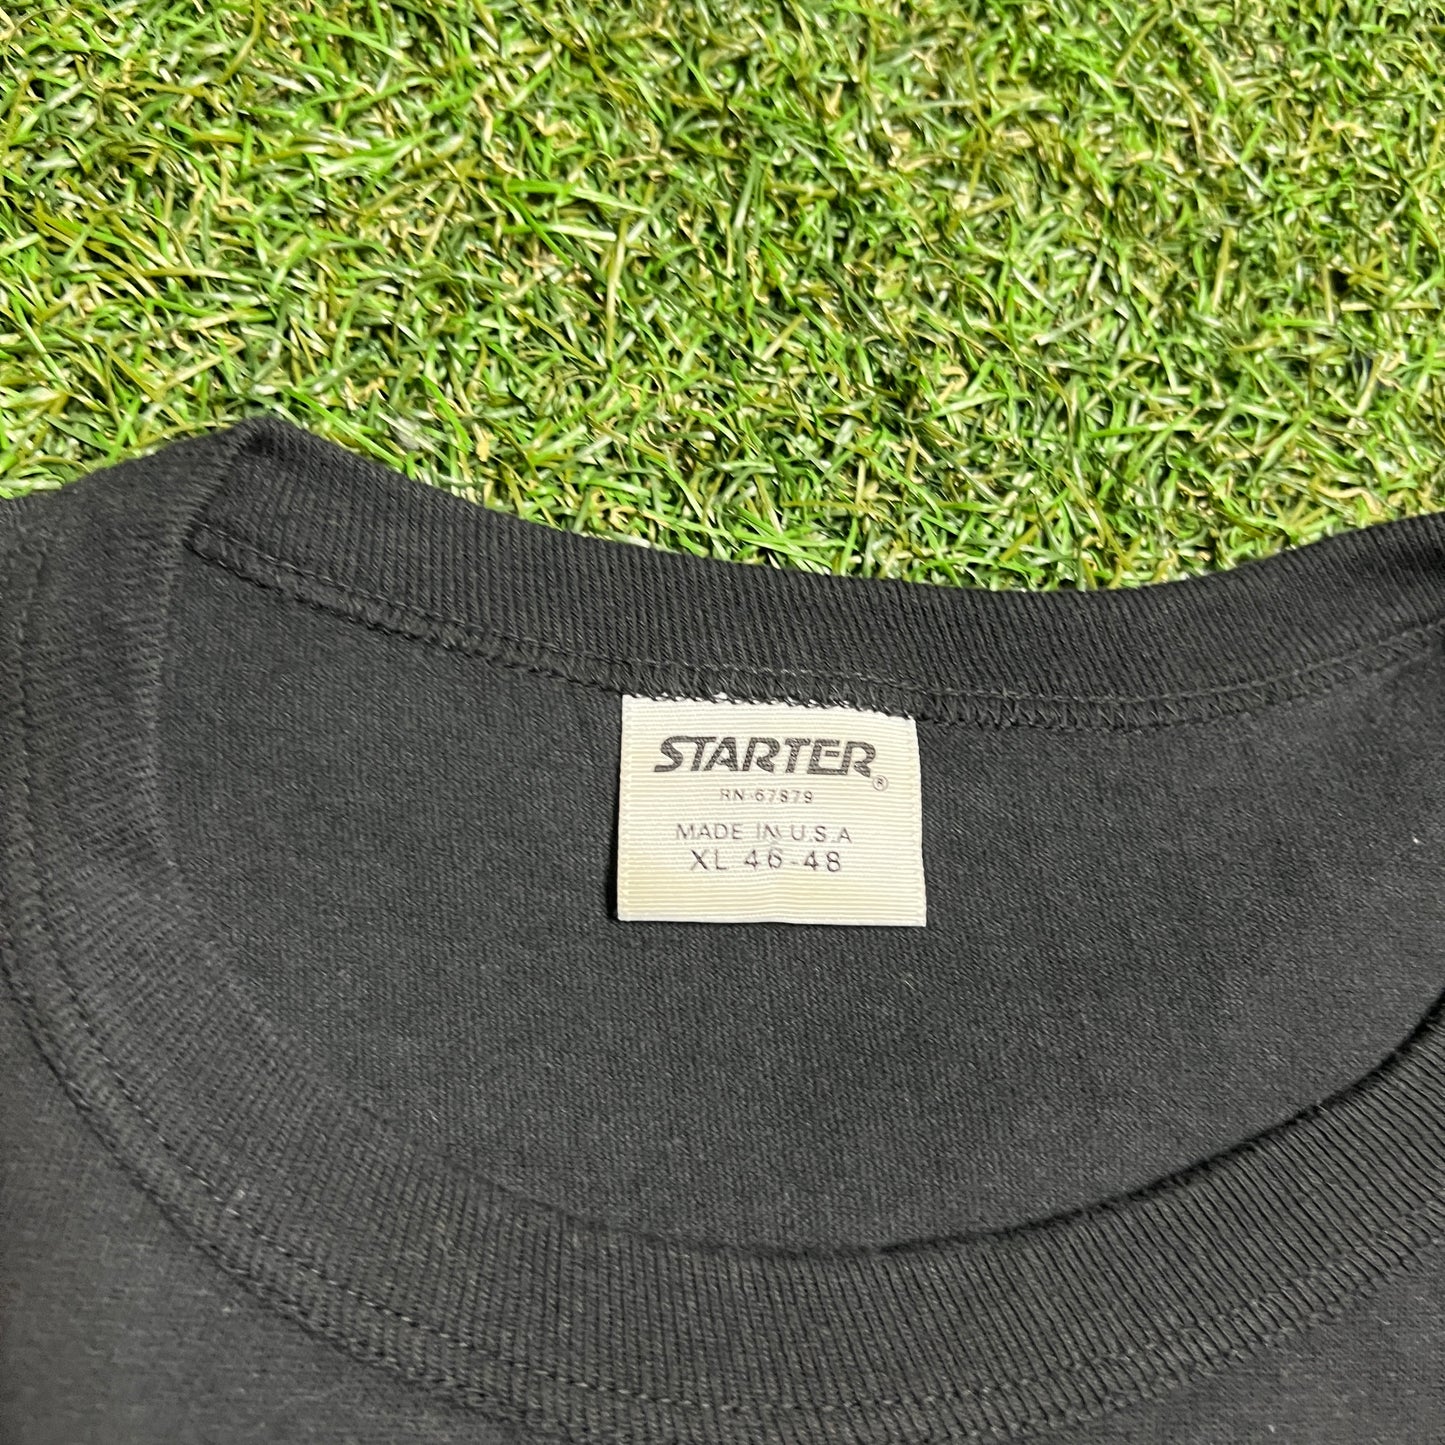 STARTER®
RN-67879
MADE IN U.S.A
XL 46-48